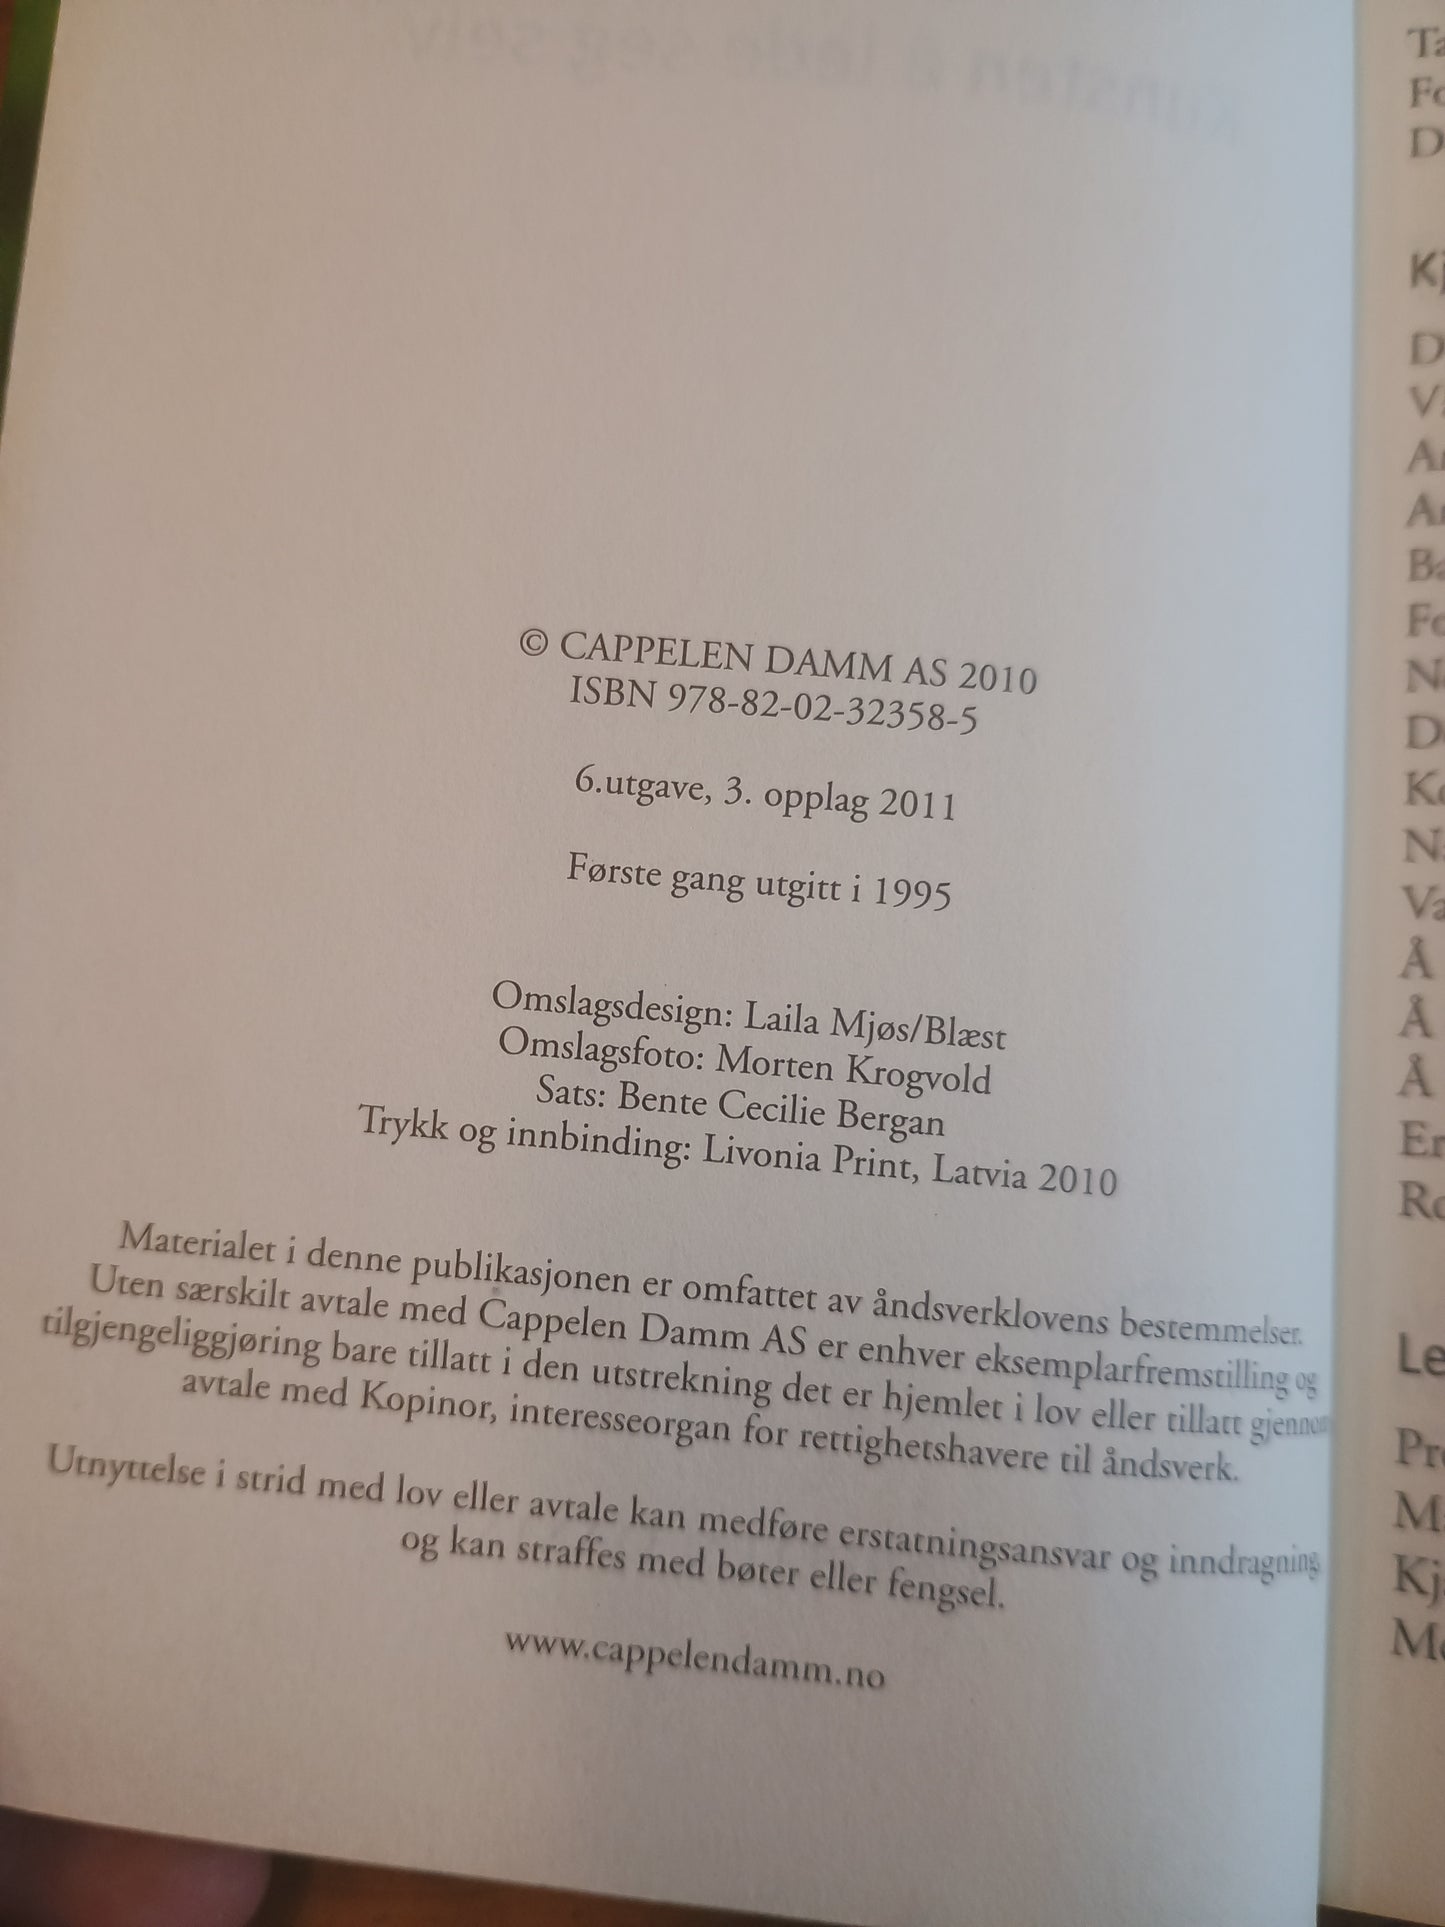 © CAPPELEN DAMM AS 2010
ISBN 978-82-02-32358-5
6.utgave, 3. opplag 2011
Første gang utgitt i 1995
Omslagsdesign: Laila Mjøs/Blæst
Omslagsfoto: Morten Krogvold
Sats: Bente Cecilie Bergan
Trykk og innbinding: Livonia Print, Latvia 2010
Materialet i denne publikasjonen er omfattet av åndsverklovens bestemmelser.
Uten særskilt avtale med Cappelen Damm AS er enhver eksemplarfremstilling og
tilgjengeliggjøring bare tillatt i den utstrekning det er hjemlet i lov eller tillatt gjennom
avtale med Kopinor, interesseorgan for rettighetshavere til åndsverk.
Utnyttelse i strid med lov eller avtale kan medføre erstatningsansvar og inndragning
og kan straffes med bøter eller fengsel.
www.cappelendamm.no